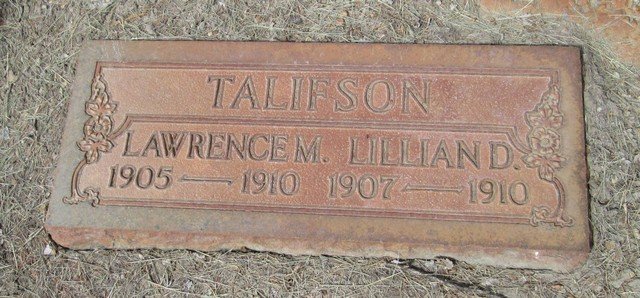 TALIFSON
LAWRENCE M. LILLIAN D.
1905 — 1910 1907 — 1910